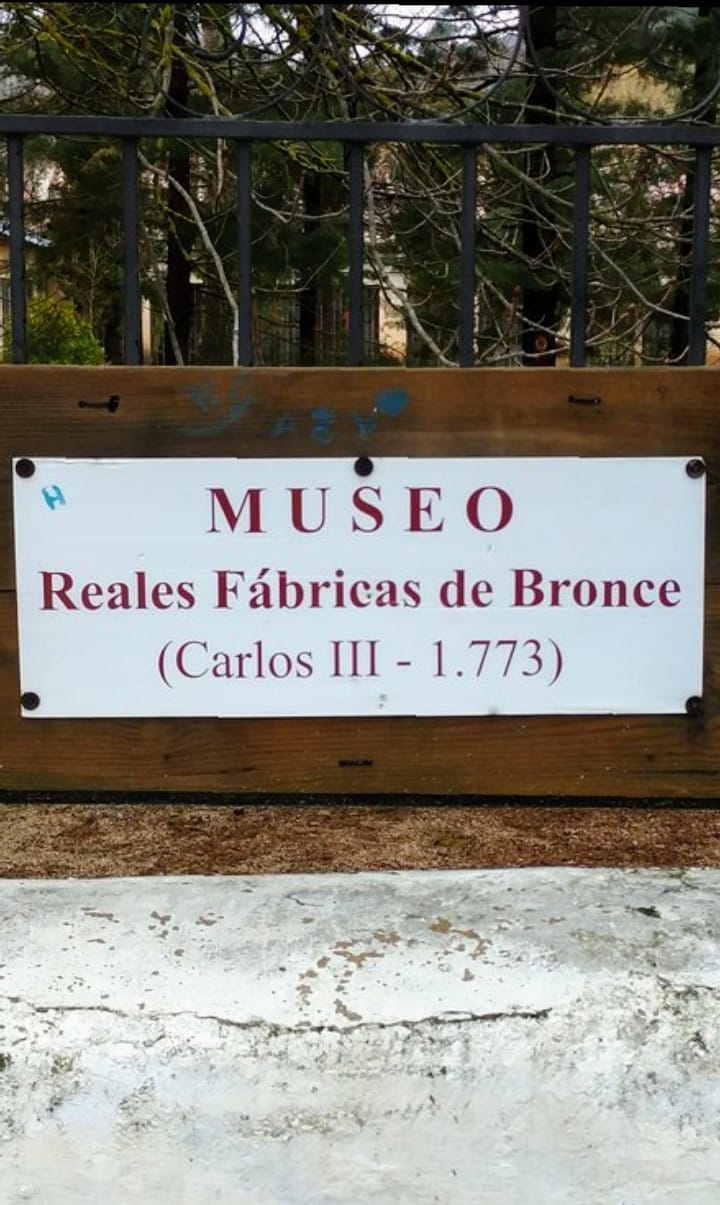 MUSEO
Reales Fábricas de Bronce
(Carlos III - 1.773)